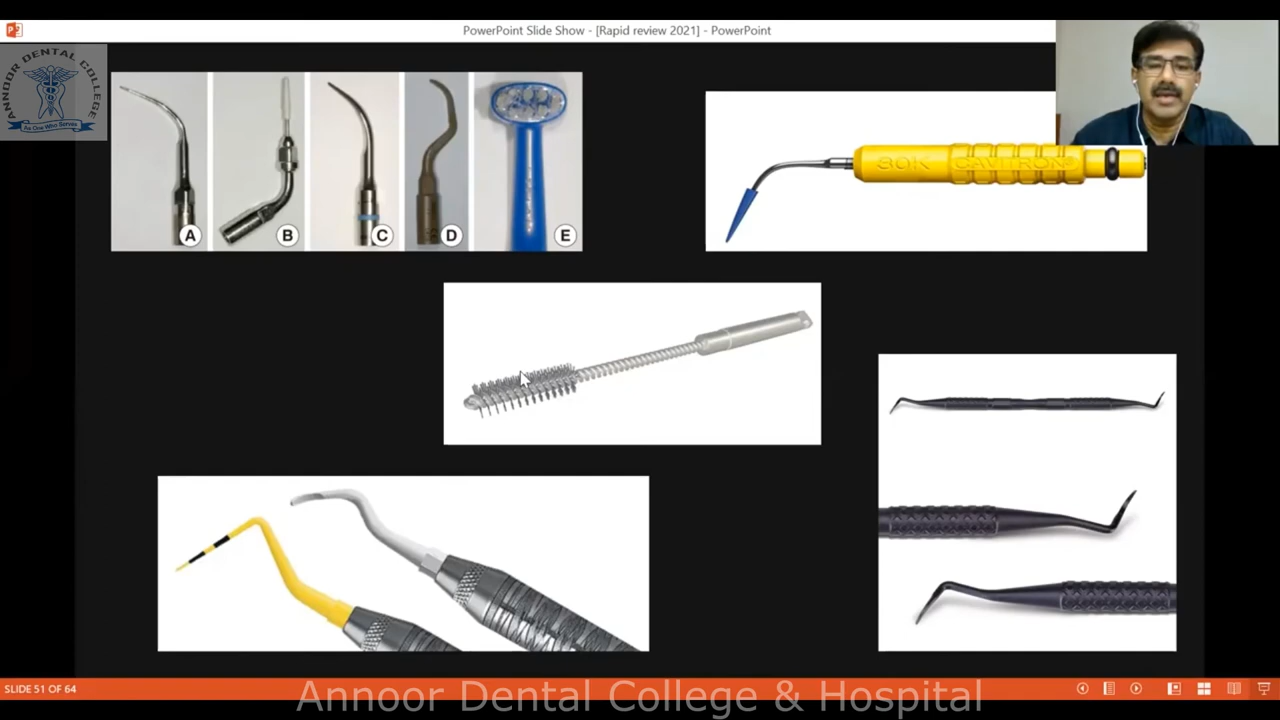 PowerPoint Slide Show - [Rapid review 2021] - PowerPoint
ANNOOR DENTAL COLLEGE
As One Who Serves
A
B
C
D
E
30K CAVITRON
SLIDE 51 OF 64
Annoor Dental College & Hospital